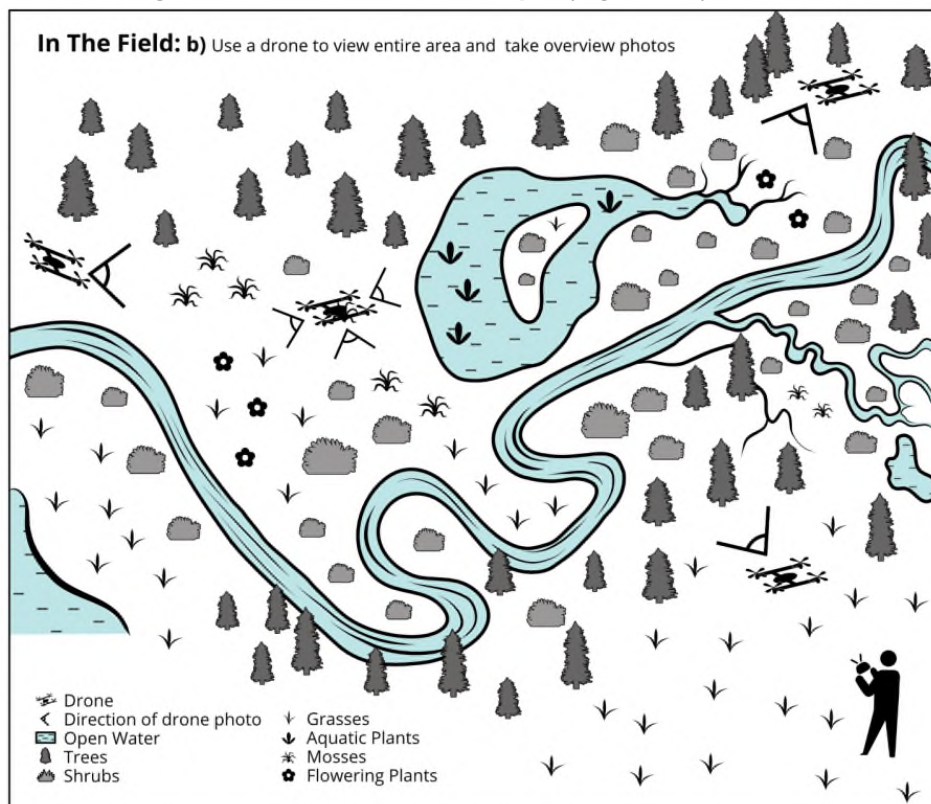 In The Field: b) Use a drone to view entire area and take overview photos
Drone
Direction of drone photo
Open Water
Trees
Shrubs
Grasses
Aquatic Plants
Mosses
Flowering Plants